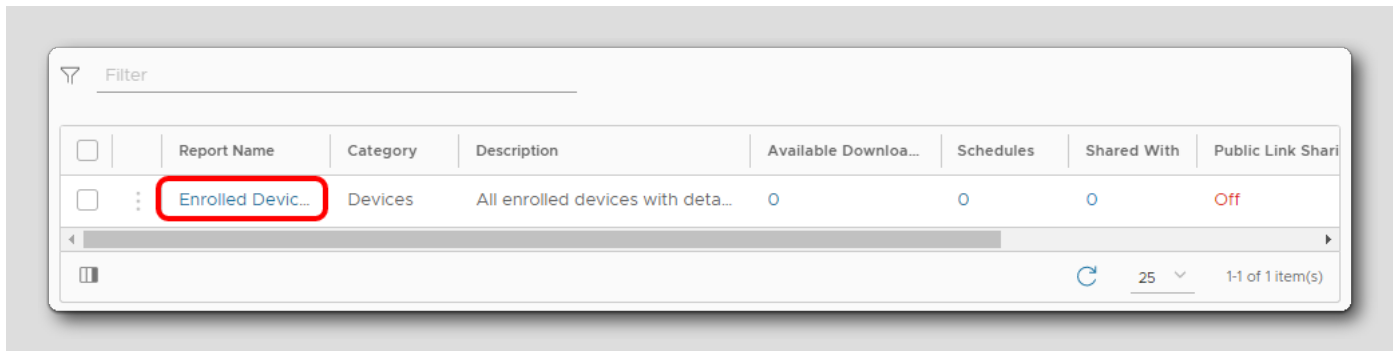 Filter
Report Name Category Description Available Downloa... Schedules Shared With Public Link Shari
Enrolled Devic... Devices All enrolled devices with deta... 0 0 0 Off
25 1-1 of 1 item(s)